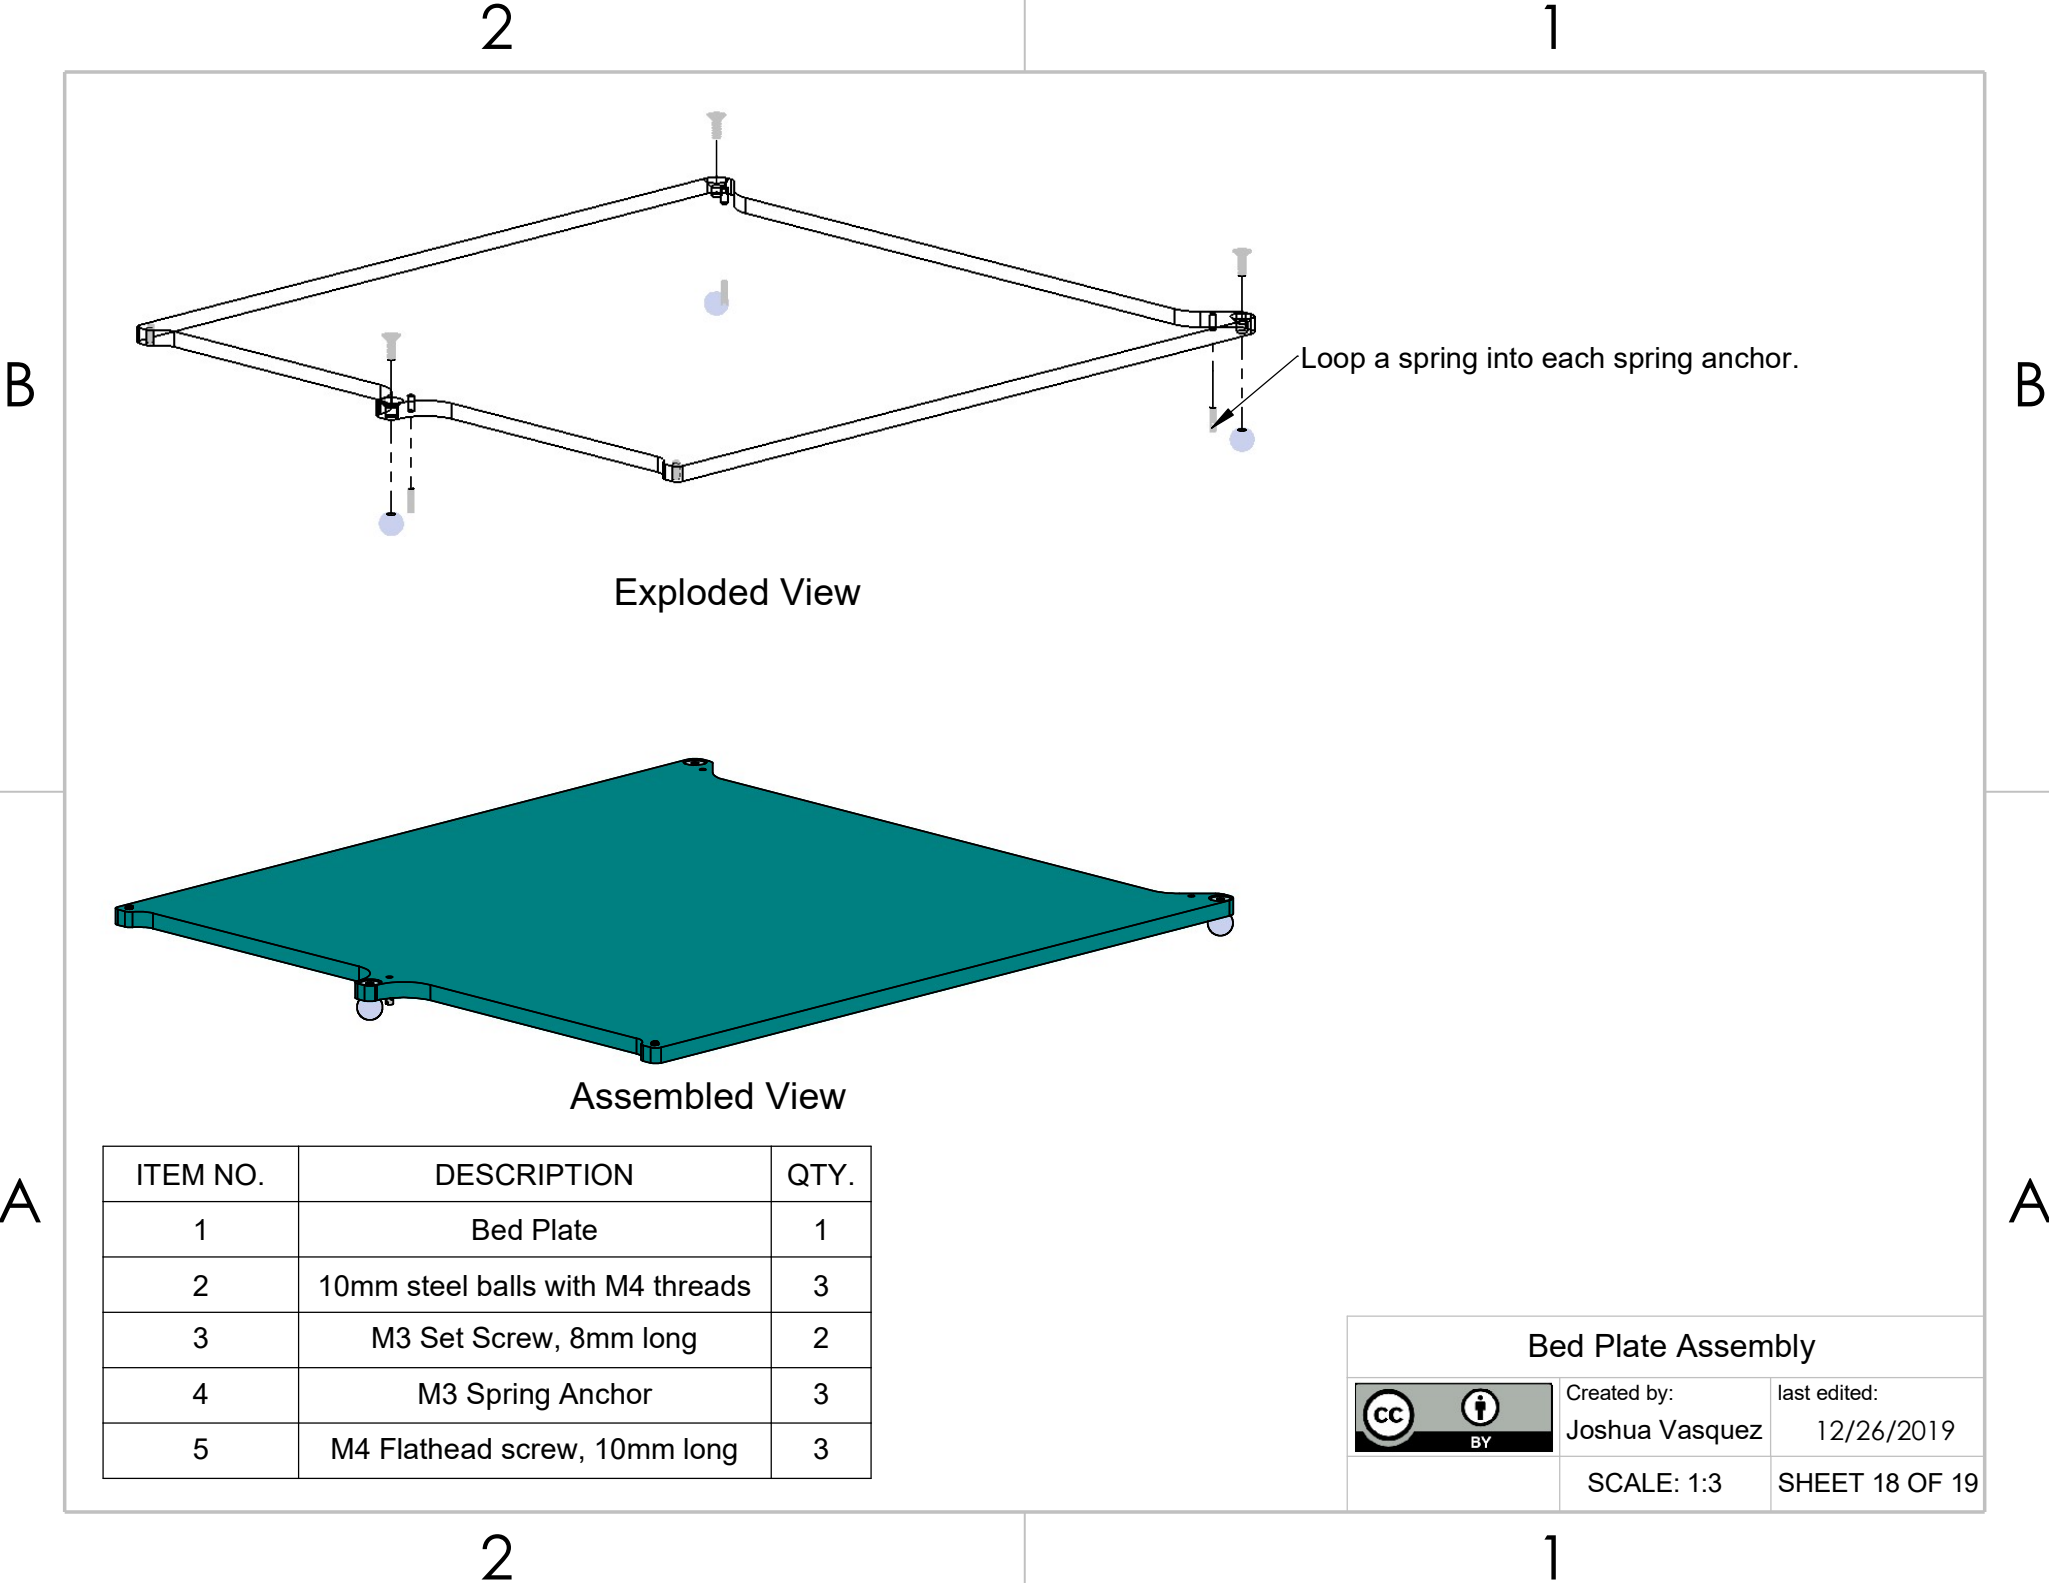 2 1
B B
Loop a spring into each spring anchor.
Exploded View
Assembled View
A A
ITEM NO. DESCRIPTION QTY.
1 Bed Plate 1
2 10mm steel balls with M4 threads 3
3 M3 Set Screw, 8mm long 2
4 M3 Spring Anchor 3
5 M4 Flathead screw, 10mm long 3
Bed Plate Assembly
cc BY
Created by: last edited:
Joshua Vasquez 12/26/2019
SCALE: 1:3 SHEET 18 OF 19
2 1